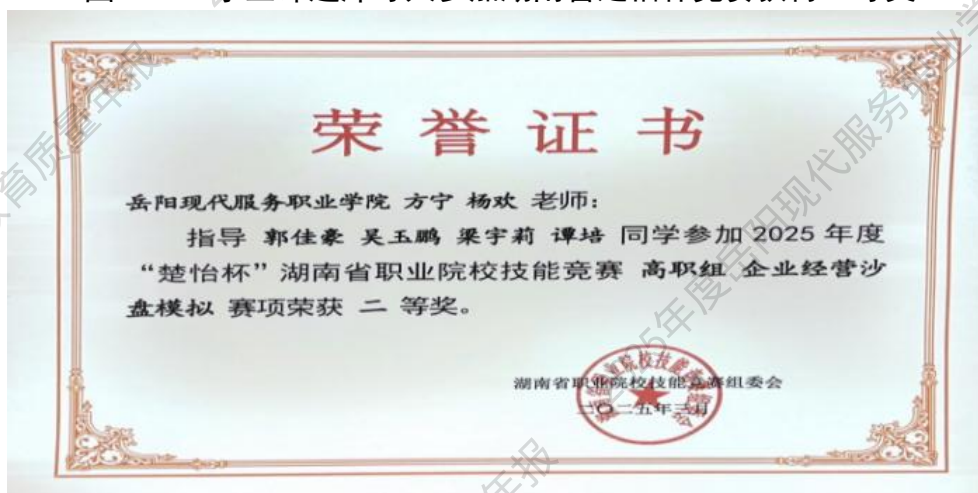 荣誉证书
岳阳现代服务职业学院 方宁 杨欢 老师：
指导 郭佳豪 吴玉鹏 梁宇莉 谭培 同学参加 2025 年度
“楚怡杯”湖南省职业院校技能竞赛 高职组 企业经营沙
盘模拟 赛项荣获 二 等奖。
湖南省职业院校技能竞赛组委会
二〇二五年三月